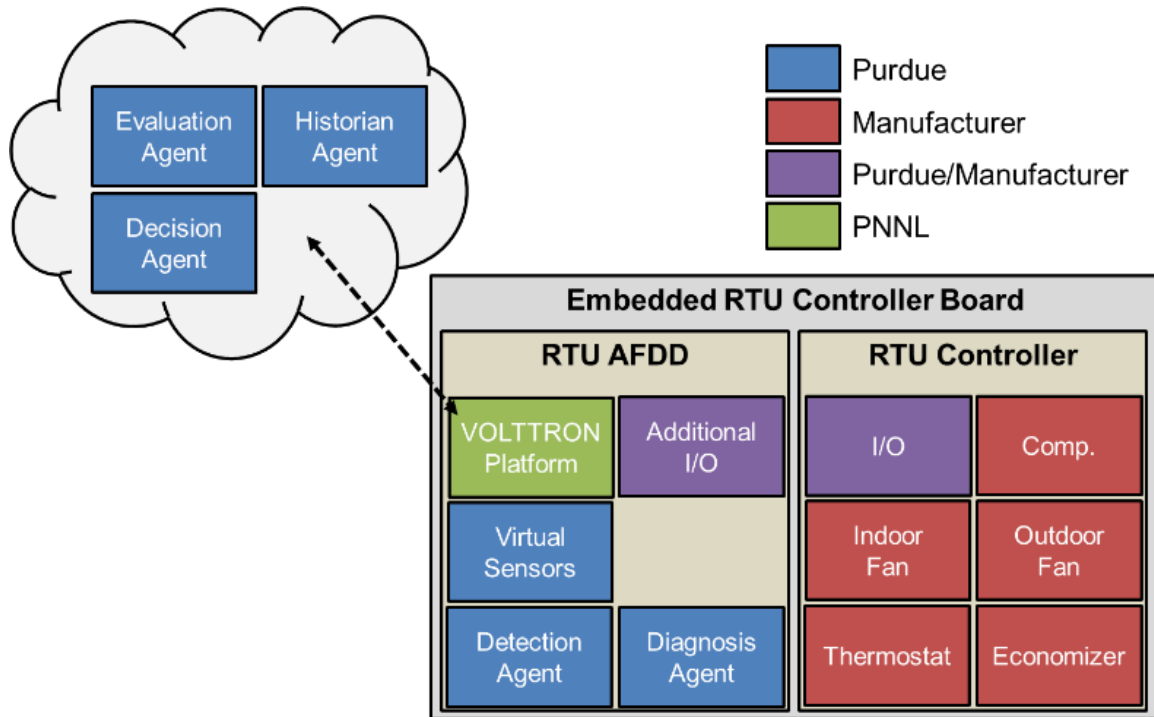 Evaluation
Agent
Historian
Agent
Decision
Agent
Purdue
Manufacturer
Purdue/Manufacturer
PNNL
Embedded RTU Controller Board
RTU AFDD
VOLTTRON
Platform
Additional
I/O
Virtual
Sensors
Detection
Agent
Diagnosis
Agent
RTU Controller
I/O
Comp.
Indoor
Fan
Outdoor
Fan
Thermostat
Economizer